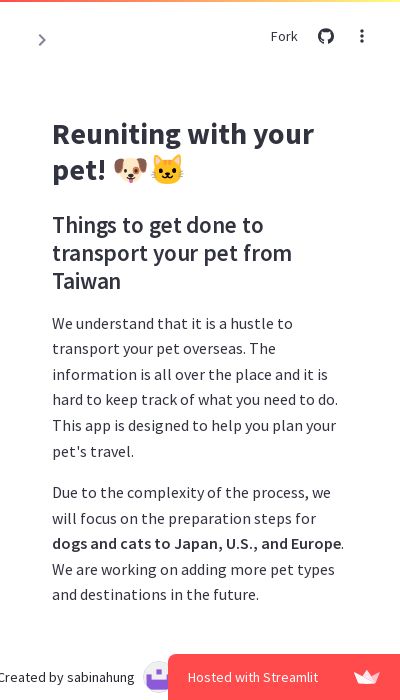 Fork
Reuniting with your
pet! 🐶🐱
Things to get done to
transport your pet from
Taiwan
We understand that it is a hustle to
transport your pet overseas. The
information is all over the place and it is
hard to keep track of what you need to do.
This app is designed to help you plan your
pet's travel.
Due to the complexity of the process, we
will focus on the preparation steps for
dogs and cats to Japan, U.S., and Europe.
We are working on adding more pet types
and destinations in the future.
Created by sabinahung
Hosted with Streamlit